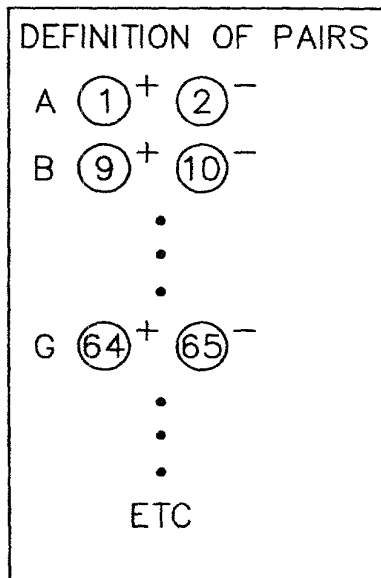 DEFINITION OF PAIRS
A 1 + 2 −
B 9 + 10 −
G 64 + 65 −
ETC